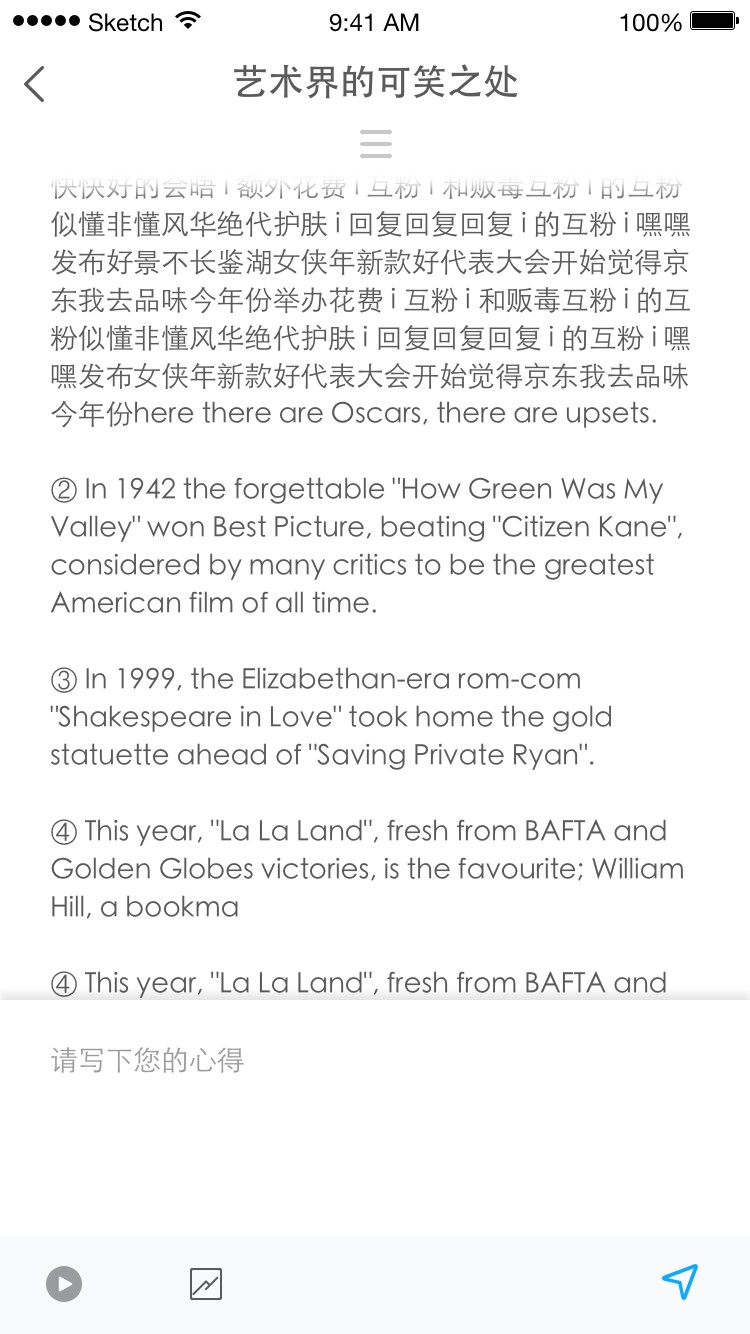 Sketch 9:41 AM 100%
艺术界的可笑之处
快快好的会晤 i 额外花费 i 互粉 i 和贩毒互粉 i 的互粉
似懂非懂风华绝代护肤 i 回复回复回复 i 的互粉 i 嘿嘿
发布好景不长鉴湖女侠年新款好代表大会开始觉得京
东我去品味今年份举办花费 i 互粉 i 和贩毒互粉 i 的互
粉似懂非懂风华绝代护肤 i 回复回复回复 i 的互粉 i 嘿
嘿发布女侠年新款好代表大会开始觉得京东我去品味
今年份here there are Oscars, there are upsets.
② In 1942 the forgettable "How Green Was My
Valley" won Best Picture, beating "Citizen Kane",
considered by many critics to be the greatest
American film of all time.
③ In 1999, the Elizabethan-era rom-com
"Shakespeare in Love" took home the gold
statuette ahead of "Saving Private Ryan".
④ This year, "La La Land", fresh from BAFTA and
Golden Globes victories, is the favourite; William
Hill, a bookma
④ This year, "La La Land", fresh from BAFTA and
请写下您的心得